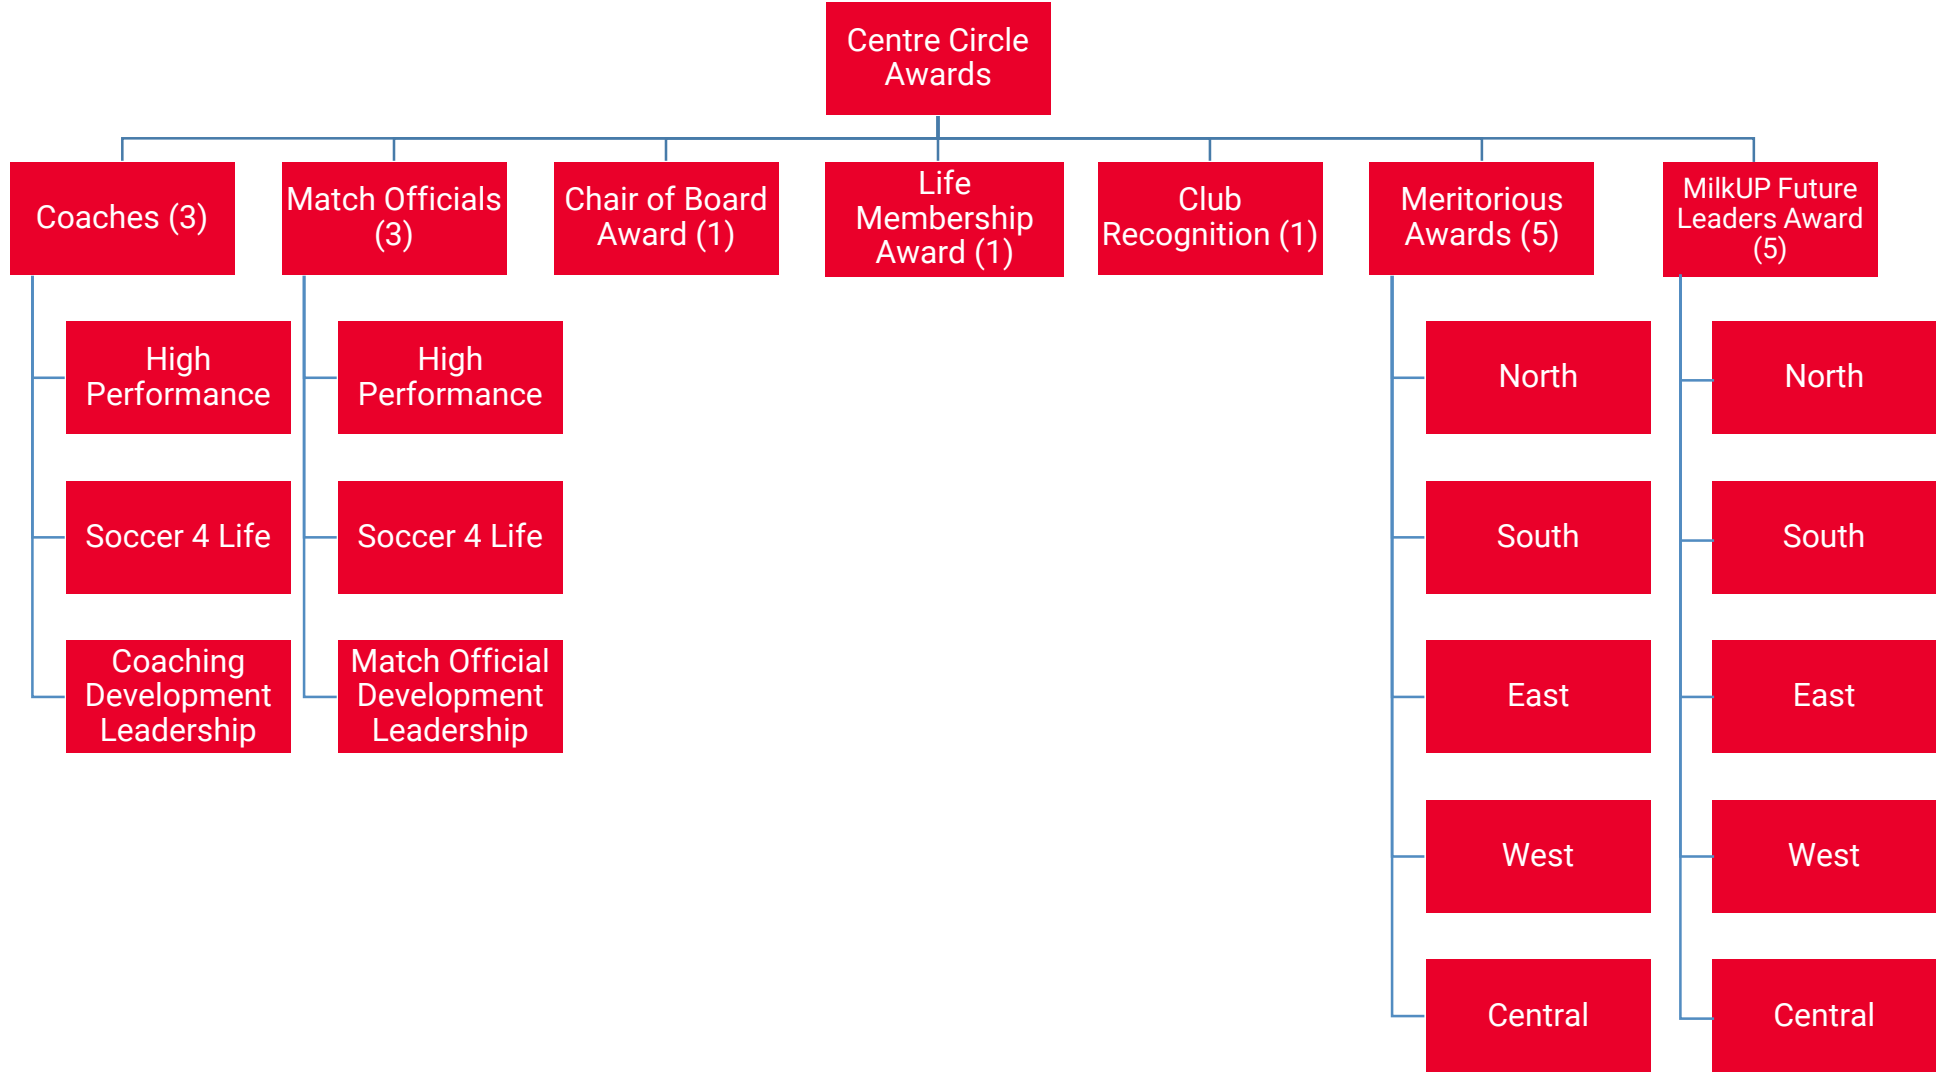 Centre Circle
Awards
Coaches (3)
Match Officials
(3)
Chair of Board
Award (1)
Life
Membership
Award (1)
Club
Recognition (1)
Meritorious
Awards (5)
MilkUP Future
Leaders Award
(5)
High
Performance
Soccer 4 Life
Coaching
Development
Leadership
High
Performance
Soccer 4 Life
Match Official
Development
Leadership
North
South
East
West
Central
North
South
East
West
Central